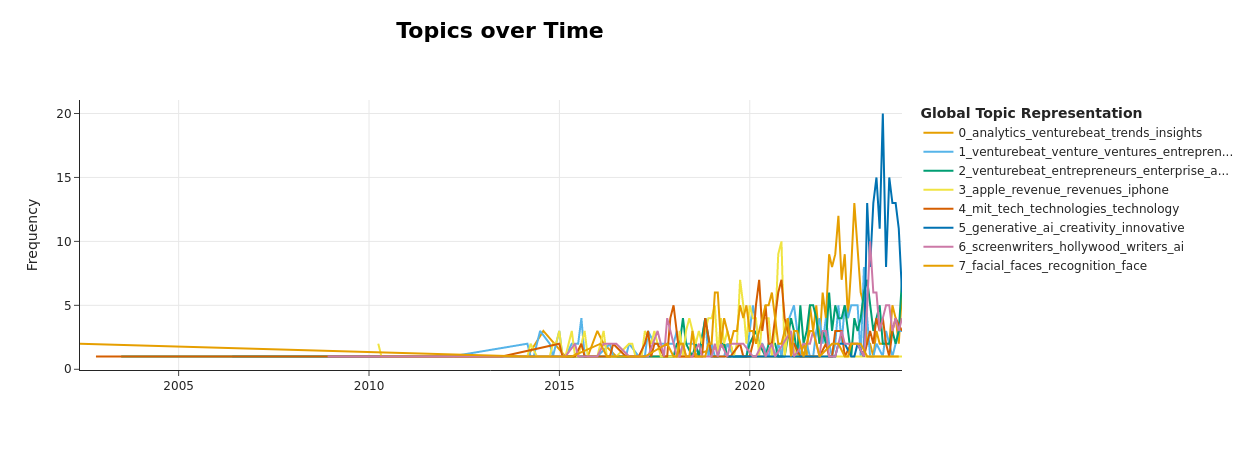 Topics over Time
Frequency
20
15
10
5
0
2005
2010
2015
2020
Global Topic Representation
0_analytics_venturebeat_trends_insights
1_venturebeat_venture_ventures_entrepren...
2_venturebeat_entrepreneurs_enterprise_a...
3_apple_revenue_revenues_iphone
4_mit_tech_technologies_technology
5_generative_ai_creativity_innovative
6_screenwriters_hollywood_writers_ai
7_facial_faces_recognition_face